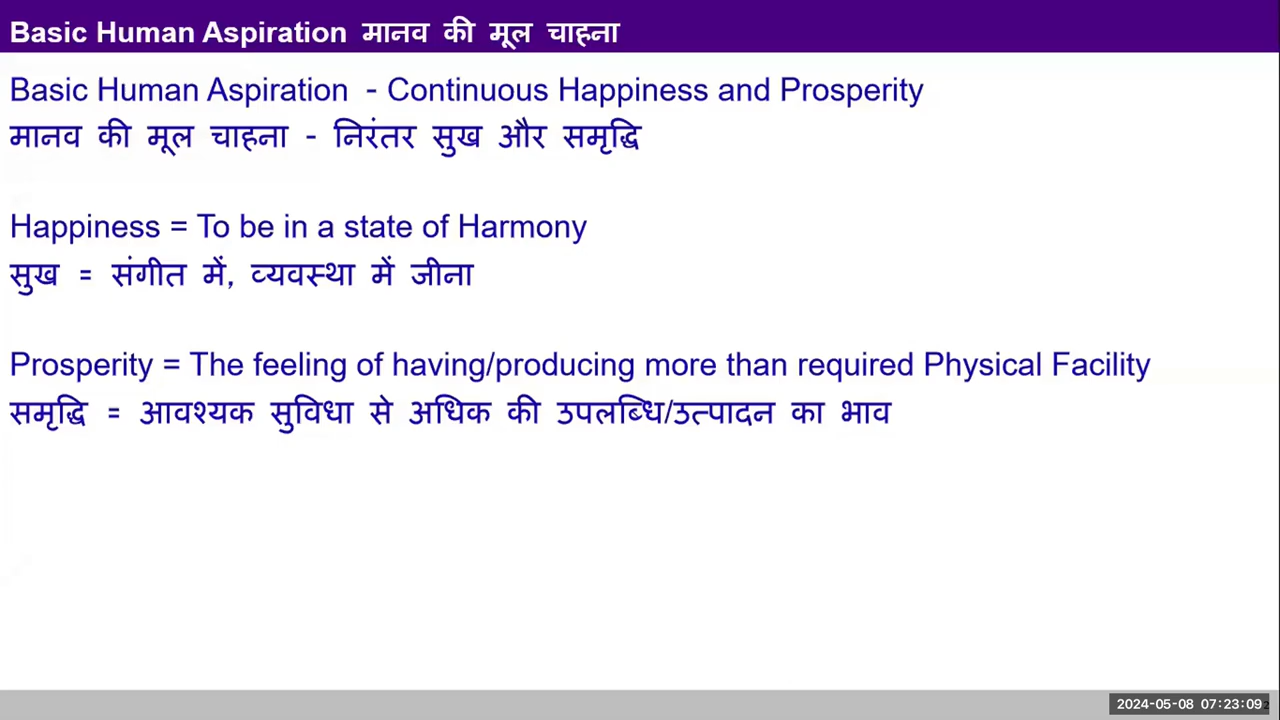 Basic Human Aspiration मानव की मूल चाहना
Basic Human Aspiration - Continuous Happiness and Prosperity
मानव की मूल चाहना - निरंतर सुख और समृद्धि
Happiness = To be in a state of Harmony
सुख = संगीत में, व्यवस्था में जीना
Prosperity = The feeling of having/producing more than required Physical Facility
समृद्धि = आवश्यक सुविधा से अधिक की उपलब्धि/उत्पादन का भाव
2024-05-08 07:23:09